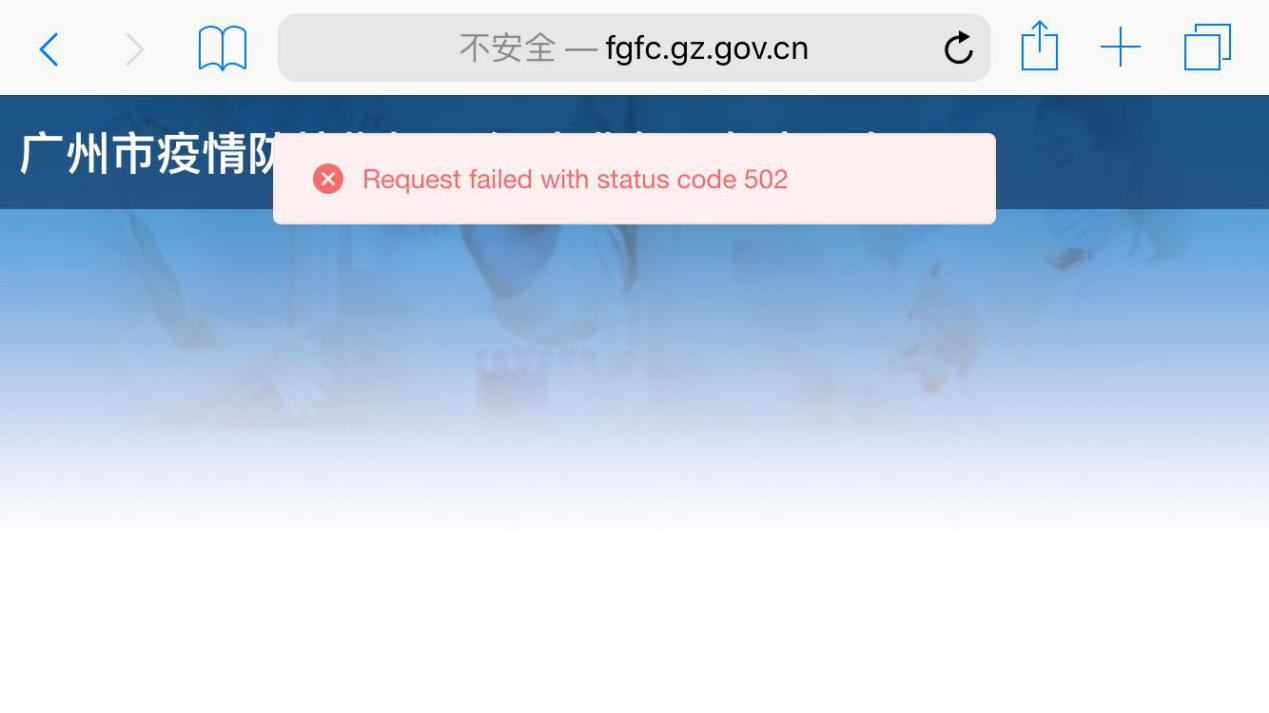 不安全 — fgfc.gz.gov.cn
广州市疫情防
Request failed with status code 502